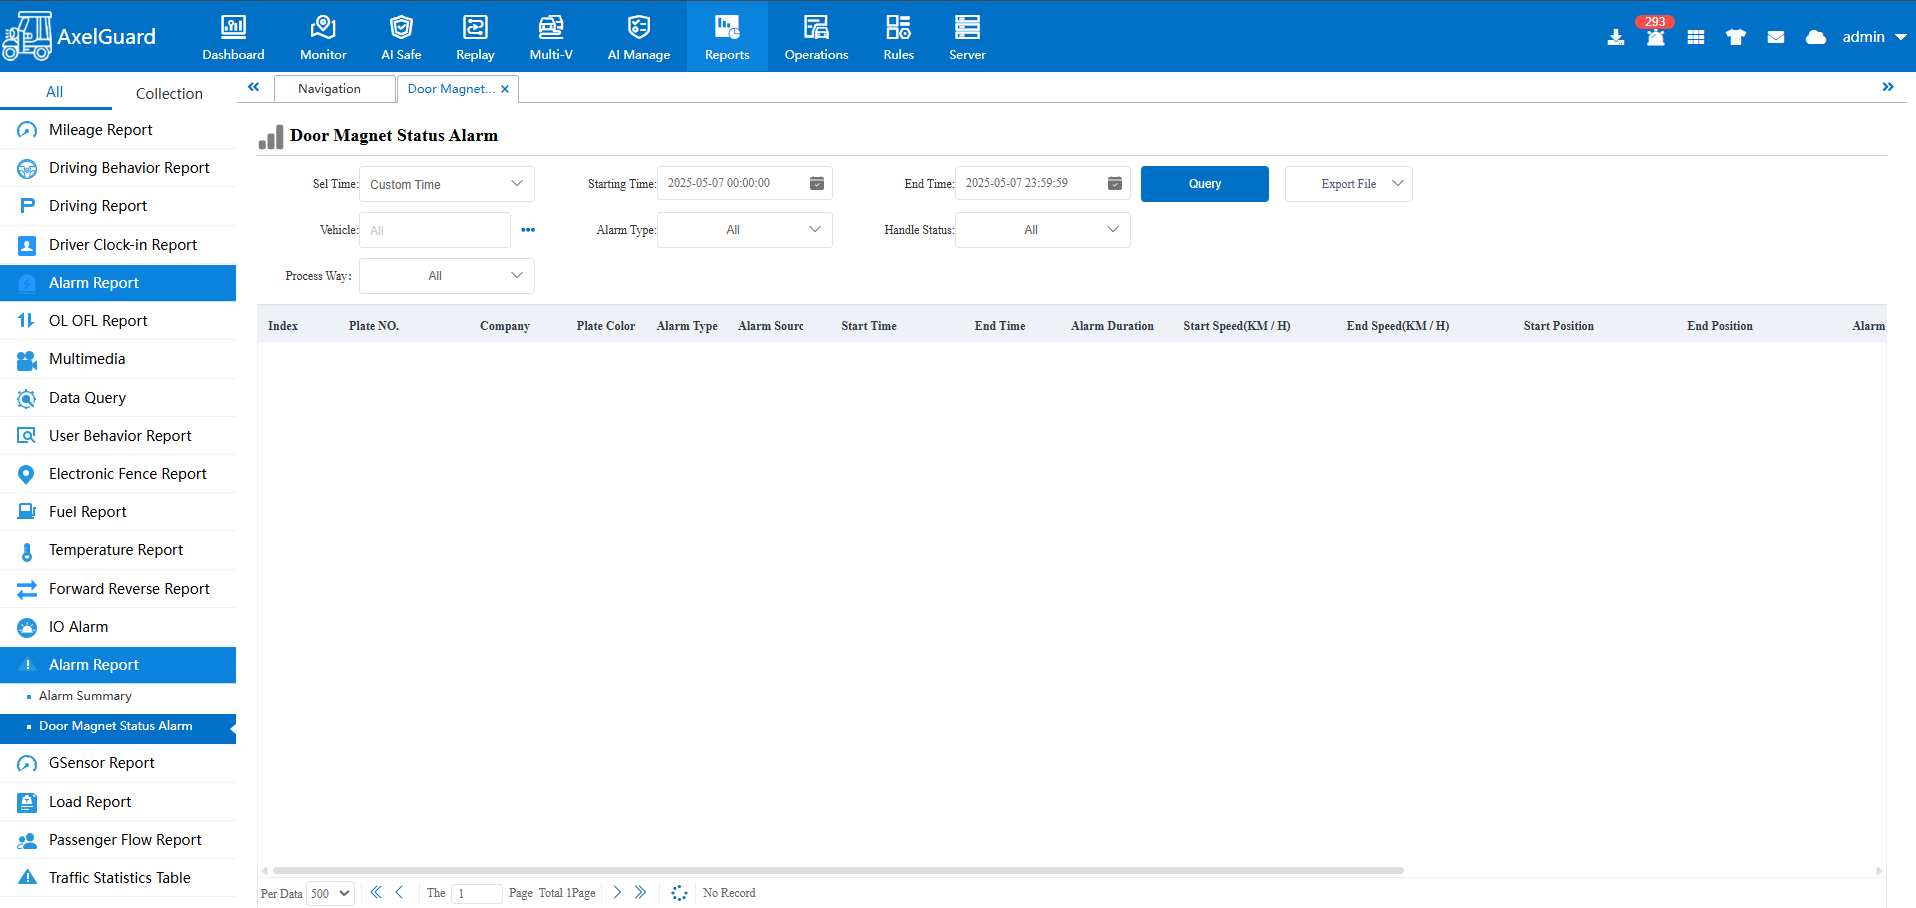 AxelGuard
Dashboard
Monitor
AI Safe
Replay
Multi-V
AI Manage
Reports
Operations
Rules
Server
293
admin
All
Collection
Navigation
Door Magnet...
Mileage Report
Driving Behavior Report
Driving Report
Driver Clock-in Report
Alarm Report
OL OFL Report
Multimedia
Data Query
User Behavior Report
Electronic Fence Report
Fuel Report
Temperature Report
Forward Reverse Report
IO Alarm
Alarm Report
Alarm Summary
Door Magnet Status Alarm
GSensor Report
Load Report
Passenger Flow Report
Traffic Statistics Table
Door Magnet Status Alarm
Sel Time: Custom Time
Starting Time: 2025-05-07 00:00:00
End Time: 2025-05-07 23:59:59
Query
Export File
Vehicle: All
Alarm Type: All
Handle Status: All
Process Way: All
Index Plate NO. Company Plate Color Alarm Type Alarm Sourc Start Time End Time Alarm Duration Start Speed(KM / H) End Speed(KM / H) Start Position End Position Alarm
Per Data 500 The 1 Page Total 1Page No Record